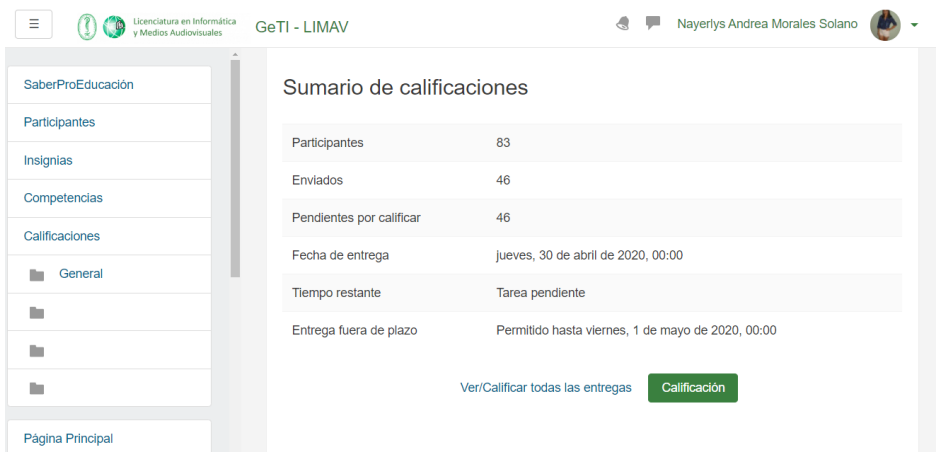 Licenciatura en Informática
y Medios Audiovisuales
GeTI - LIMAV
Nayerlys Andrea Morales Solano
SaberProEducación
Participantes
Insignias
Competencias
Calificaciones
General
Página Principal
Sumario de calificaciones
Participantes 83
Enviados 46
Pendientes por calificar 46
Fecha de entrega jueves, 30 de abril de 2020, 00:00
Tiempo restante Tarea pendiente
Entrega fuera de plazo Permitido hasta viernes, 1 de mayo de 2020, 00:00
Ver/Calificar todas las entregas Calificación